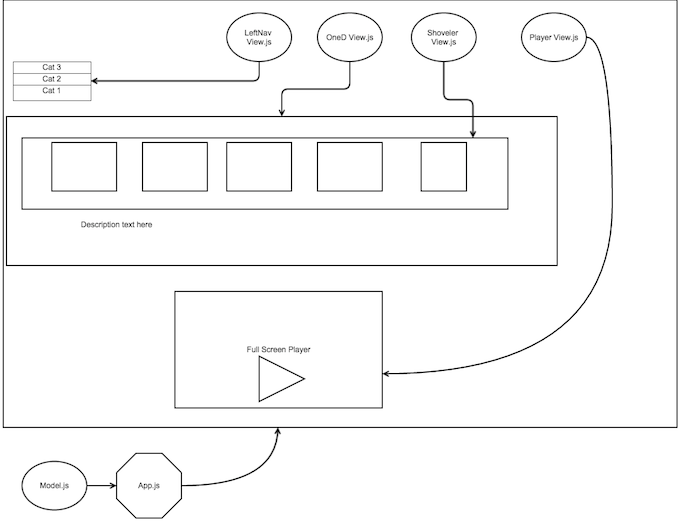 LeftNav
View.js
OneD View.js
Shoveler
View.js
Player View.js
Cat 3
Cat 2
Cat 1
Description text here
Full Screen Player
Model.js
App.js